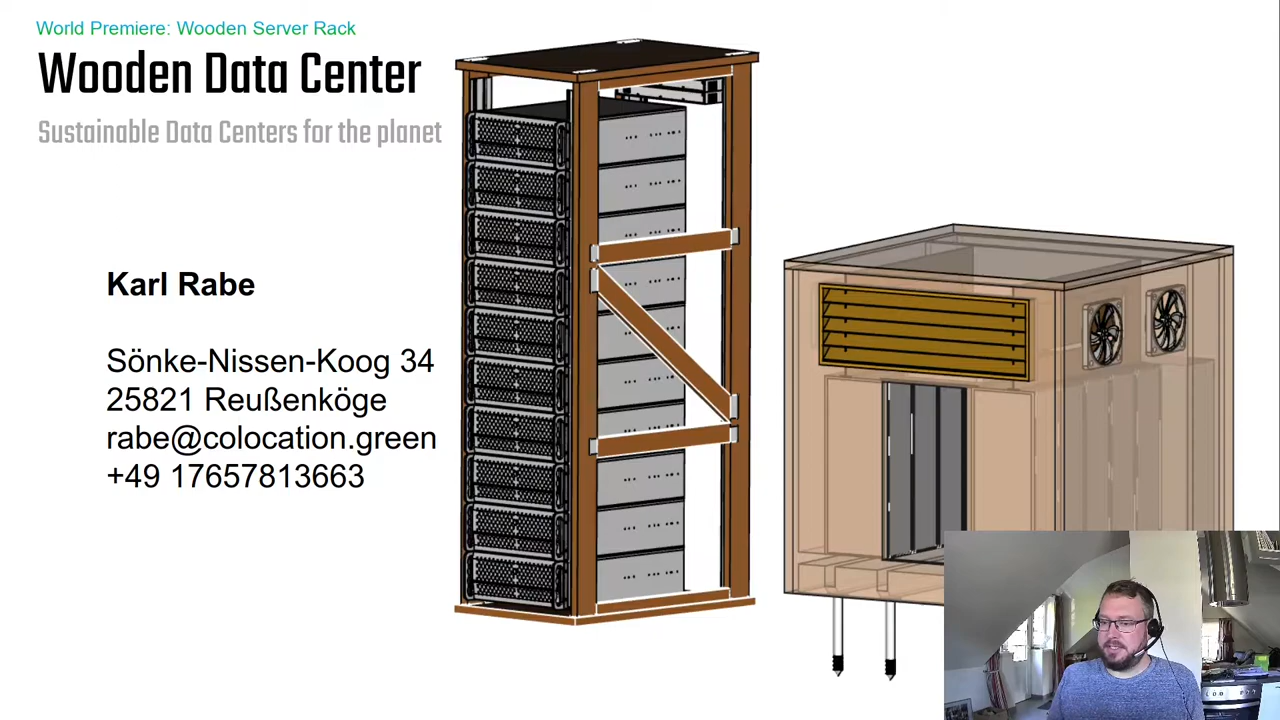 World Premiere: Wooden Server Rack
Wooden Data Center
Sustainable Data Centers for the planet
Karl Rabe
Sönke-Nissen-Koog 34
25821 Reußenköge
rabe@colocation.green
+49 17657813663